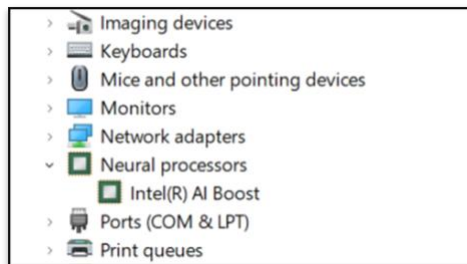 Imaging devices
Keyboards
Mice and other pointing devices
Monitors
Network adapters
Neural processors
Intel(R) AI Boost
Ports (COM & LPT)
Print queues